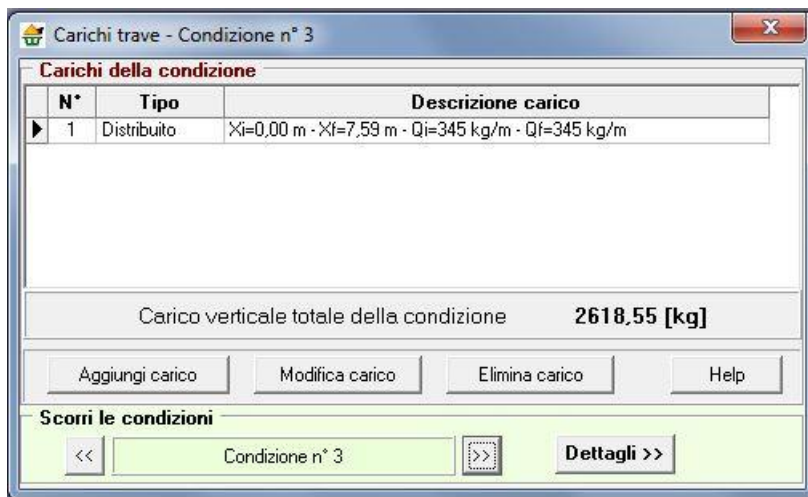 Carichi trave - Condizione n° 3
Carichi della condizione
N° Tipo Descrizione carico
1 Distribuito Xi=0,00 m - Xf=7,59 m - Qi=345 kg/m - Qf=345 kg/m
Carico verticale totale della condizione 2618,55 [kg]
Aggiungi carico Modifica carico Elimina carico Help
Scorri le condizioni
<< Condizione n° 3 >> Dettagli >>